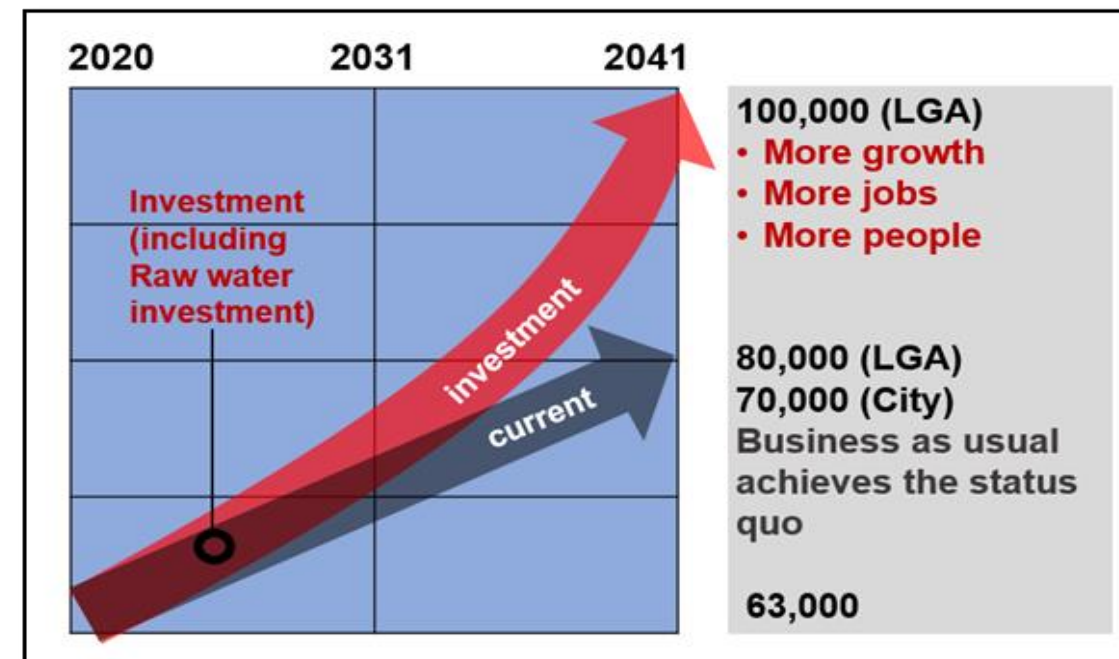 2020 2031 2041
Investment
(including
Raw water
investment)
investment
current
100,000 (LGA)
• More growth
• More jobs
• More people
80,000 (LGA)
70,000 (City)
Business as usual
achieves the status
quo
63,000